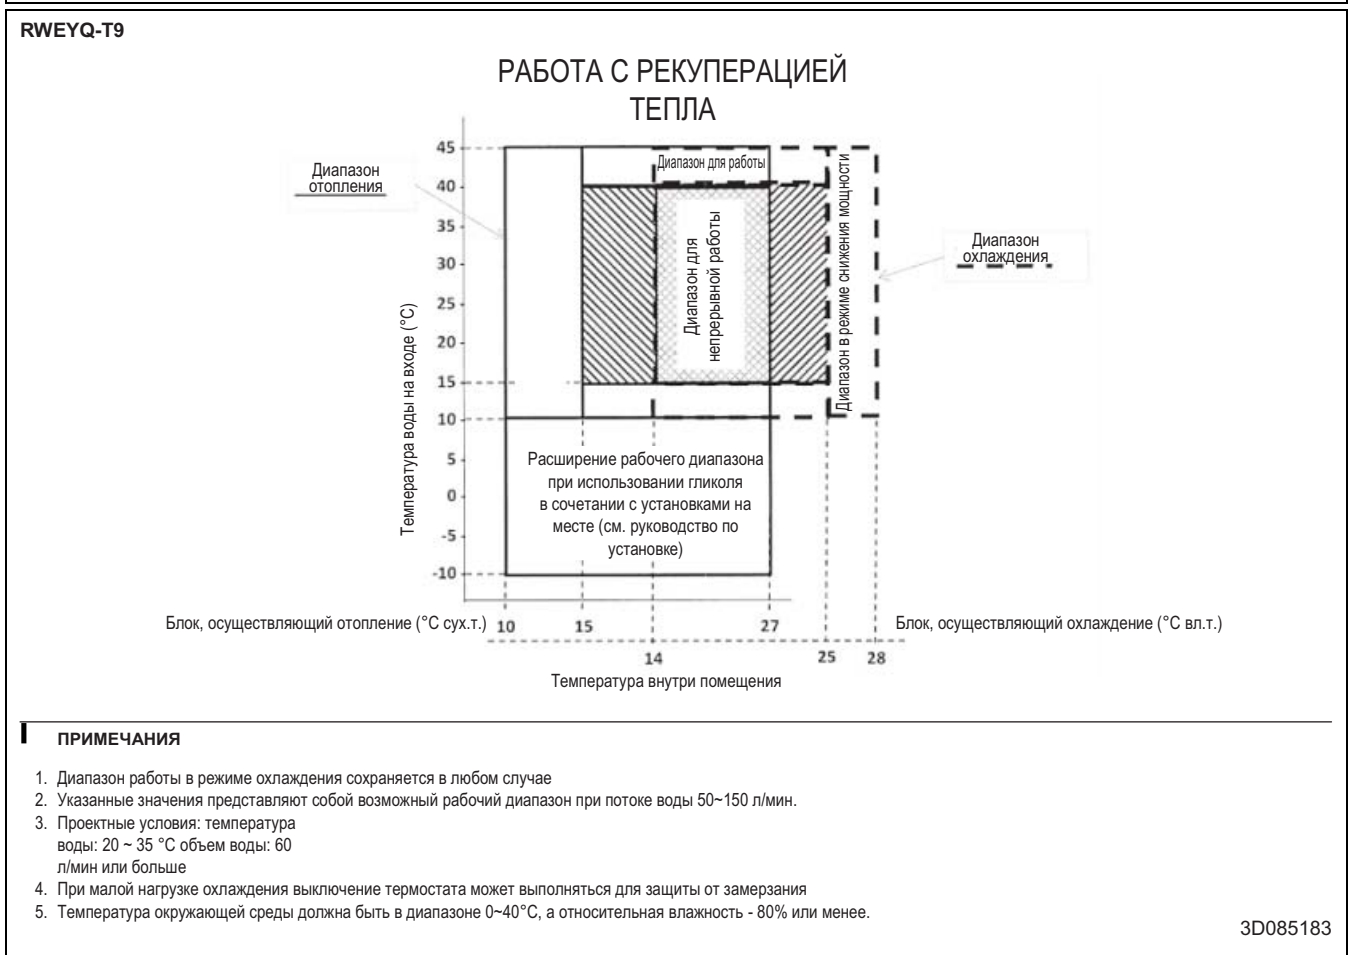 RWEYQ-T9
РАБОТА С РЕКУПЕРАЦИЕЙ
ТЕПЛА
Диапазон
отопления
Диапазон для работы
Диапазон для
непрерывной работы
Диапазон в режиме снижения мощности
Диапазон
охлаждения
Температура воды на входе (°C)
45
40
35
30
25
20
15
10
5
0
-5
-10
Расширение рабочего диапазона
при использовании гликоля
в сочетании с установками на
месте (см. руководство по
установке)
Блок, осуществляющий отопление (°C сух.т.)
10 15 27
Блок, осуществляющий охлаждение (°C вл.т.)
14 25 28
Температура внутри помещения
ПРИМЕЧАНИЯ
1. Диапазон работы в режиме охлаждения сохраняется в любом случае
2. Указанные значения представляют собой возможный рабочий диапазон при потоке воды 50~150 л/мин.
3. Проектные условия: температура
воды: 20 ~ 35 °C объем воды: 60
л/мин или больше
4. При малой нагрузке охлаждения выключение термостата может выполняться для защиты от замерзания
5. Температура окружающей среды должна быть в диапазоне 0~40°C, а относительная влажность - 80% или менее.
3D085183